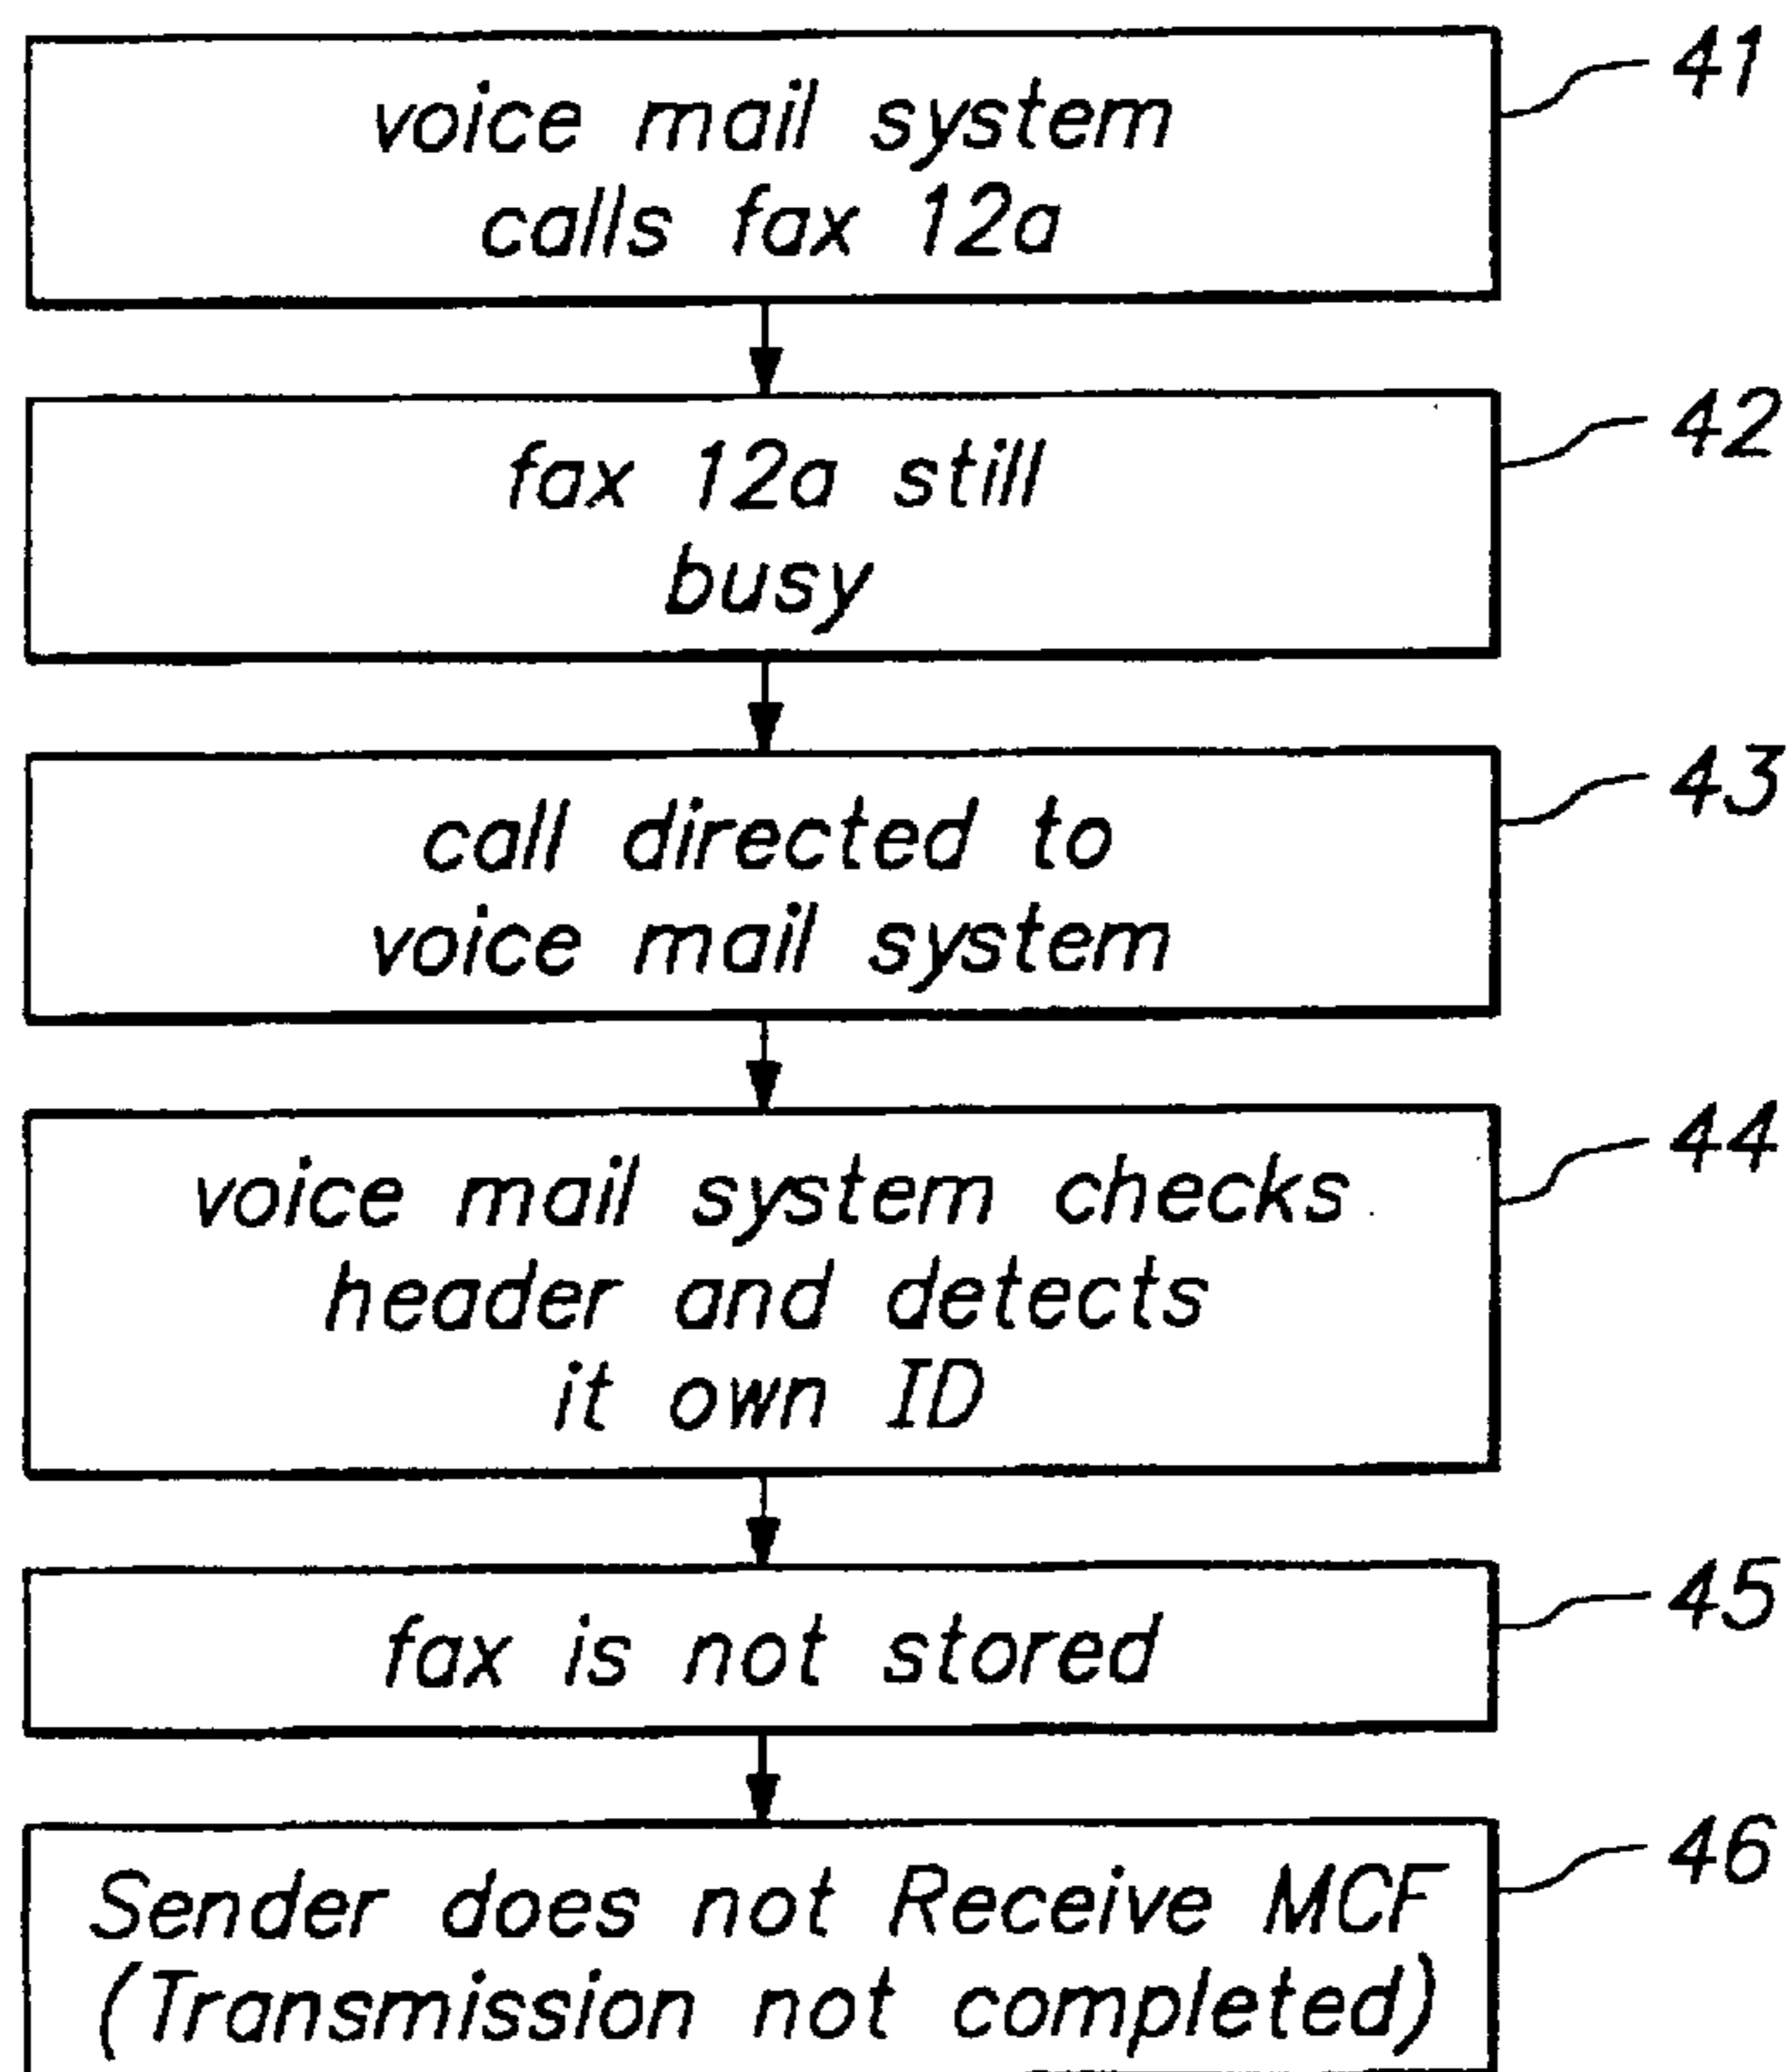 voice mail system
calls fax 12a
41
fax 12a still
busy
42
call directed to
voice mail system
43
voice mail system checks
header and detects
it own ID
44
fax is not stored
45
Sender does not Receive MCF
(Transmission not completed)
46